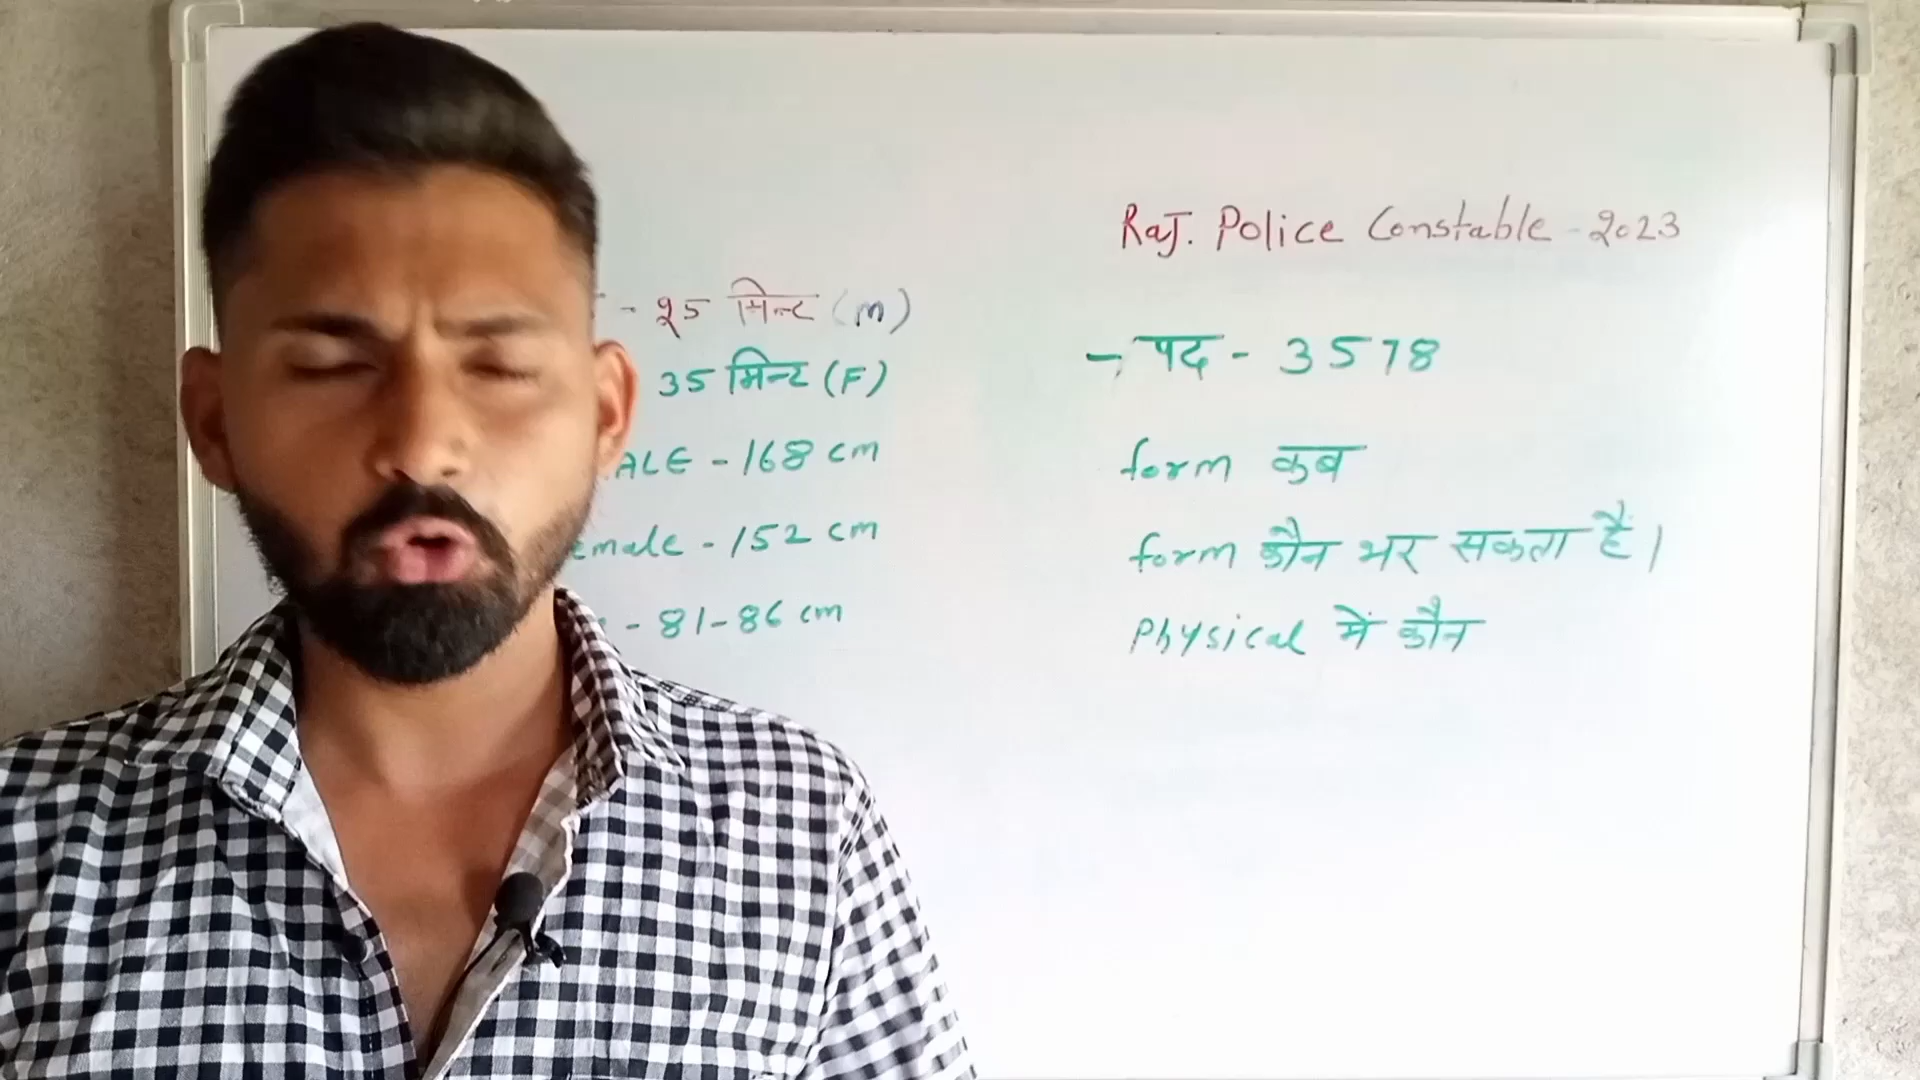 - 25 मिन्ट (m)
35 मिन्ट (F)
ALE - 168 cm
emale - 152 cm
- 81-86 cm
Raj. Police Constable - 2023
- पद - 3578
form कब
form कौन भर सकता है।
Physical में कौन